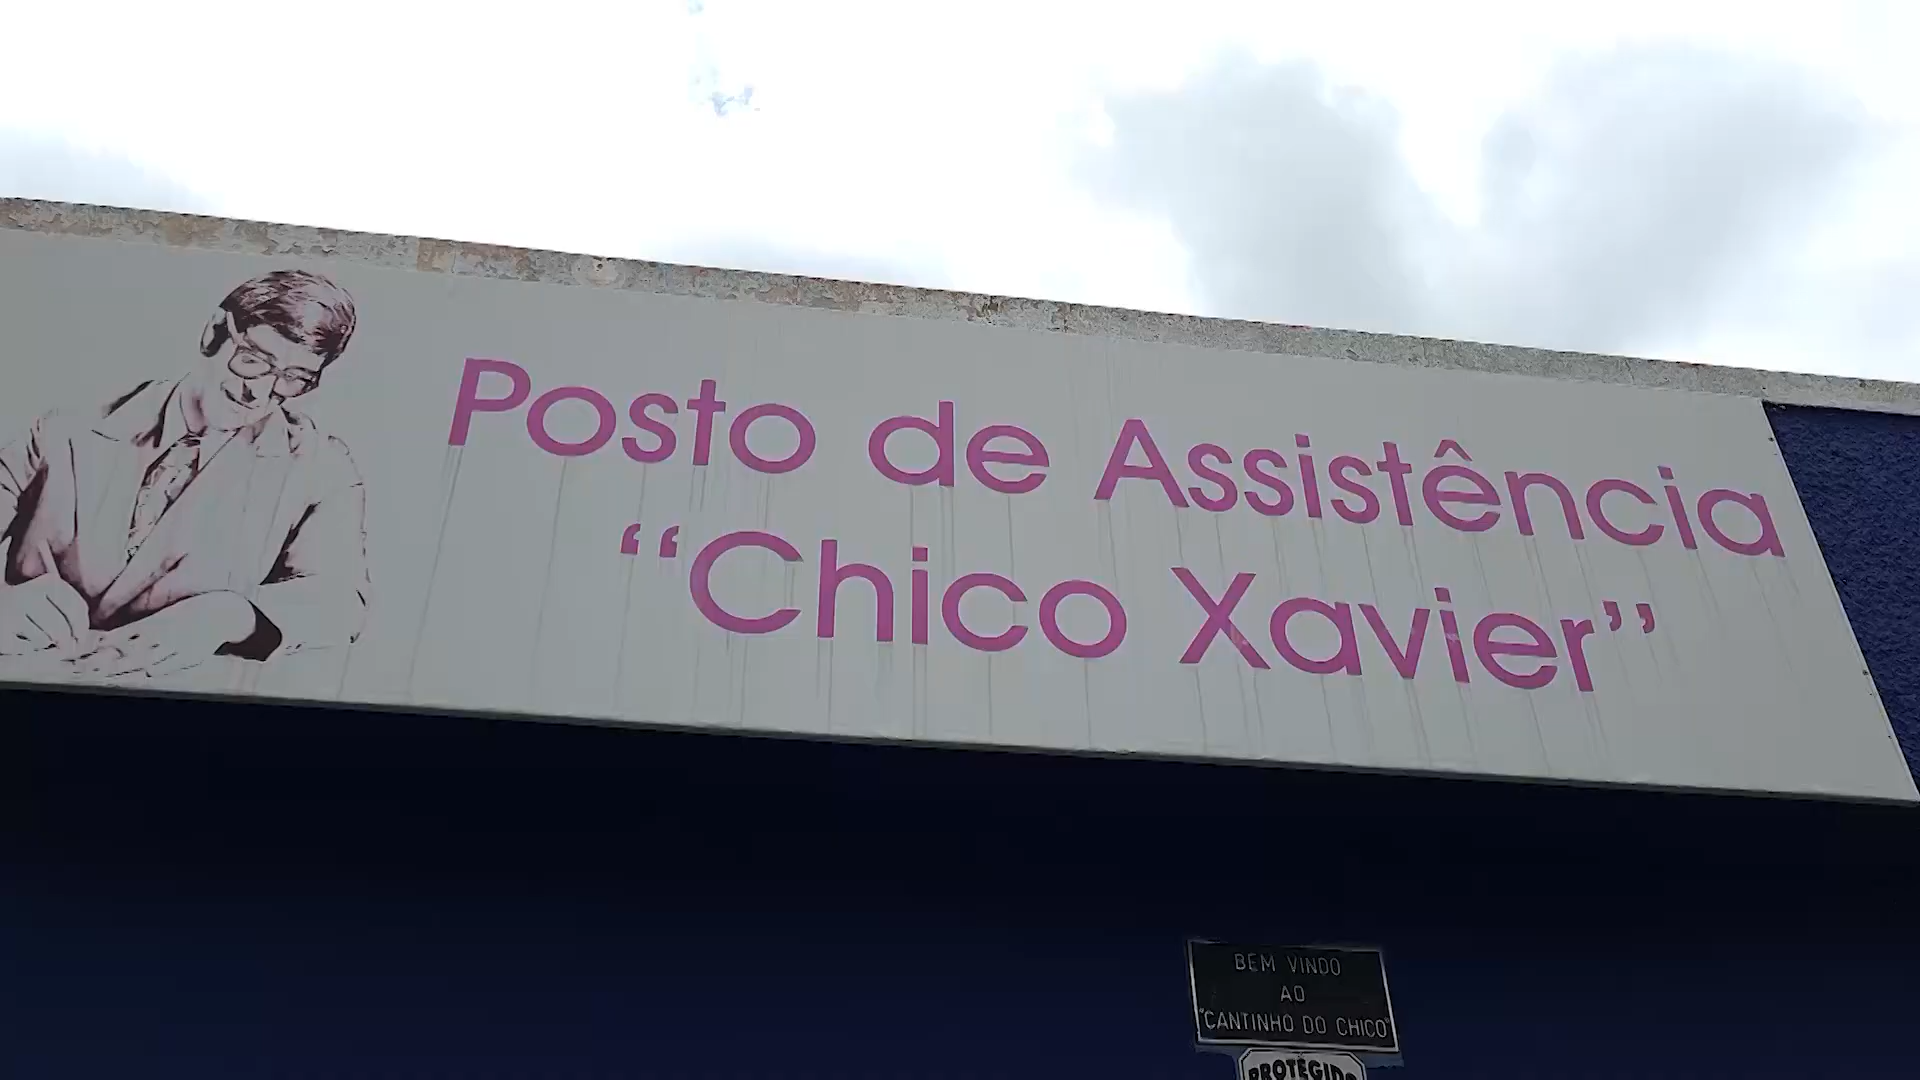 Posto de Assistência
“Chico Xavier”
BEM VINDO
AO
"CANTINHO DO CHICO"
PROTEGIDO